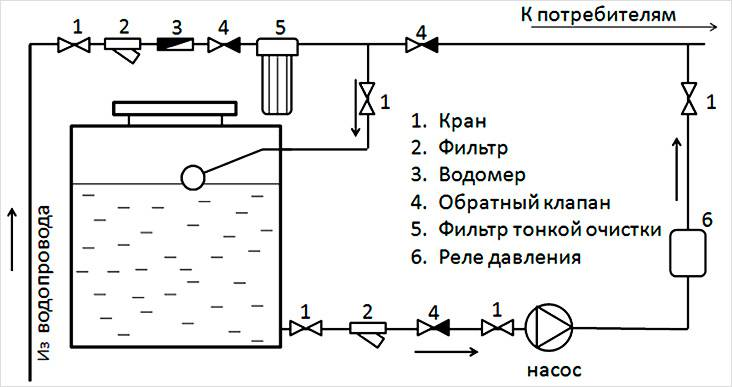 К потребителям
1 2 3 4 5 4
1 1
1. Кран
2. Фильтр
3. Водомер
4. Обратный клапан
5. Фильтр тонкой очистки
6. Реле давления
6
Из водопровода
1 2 4 1
насос